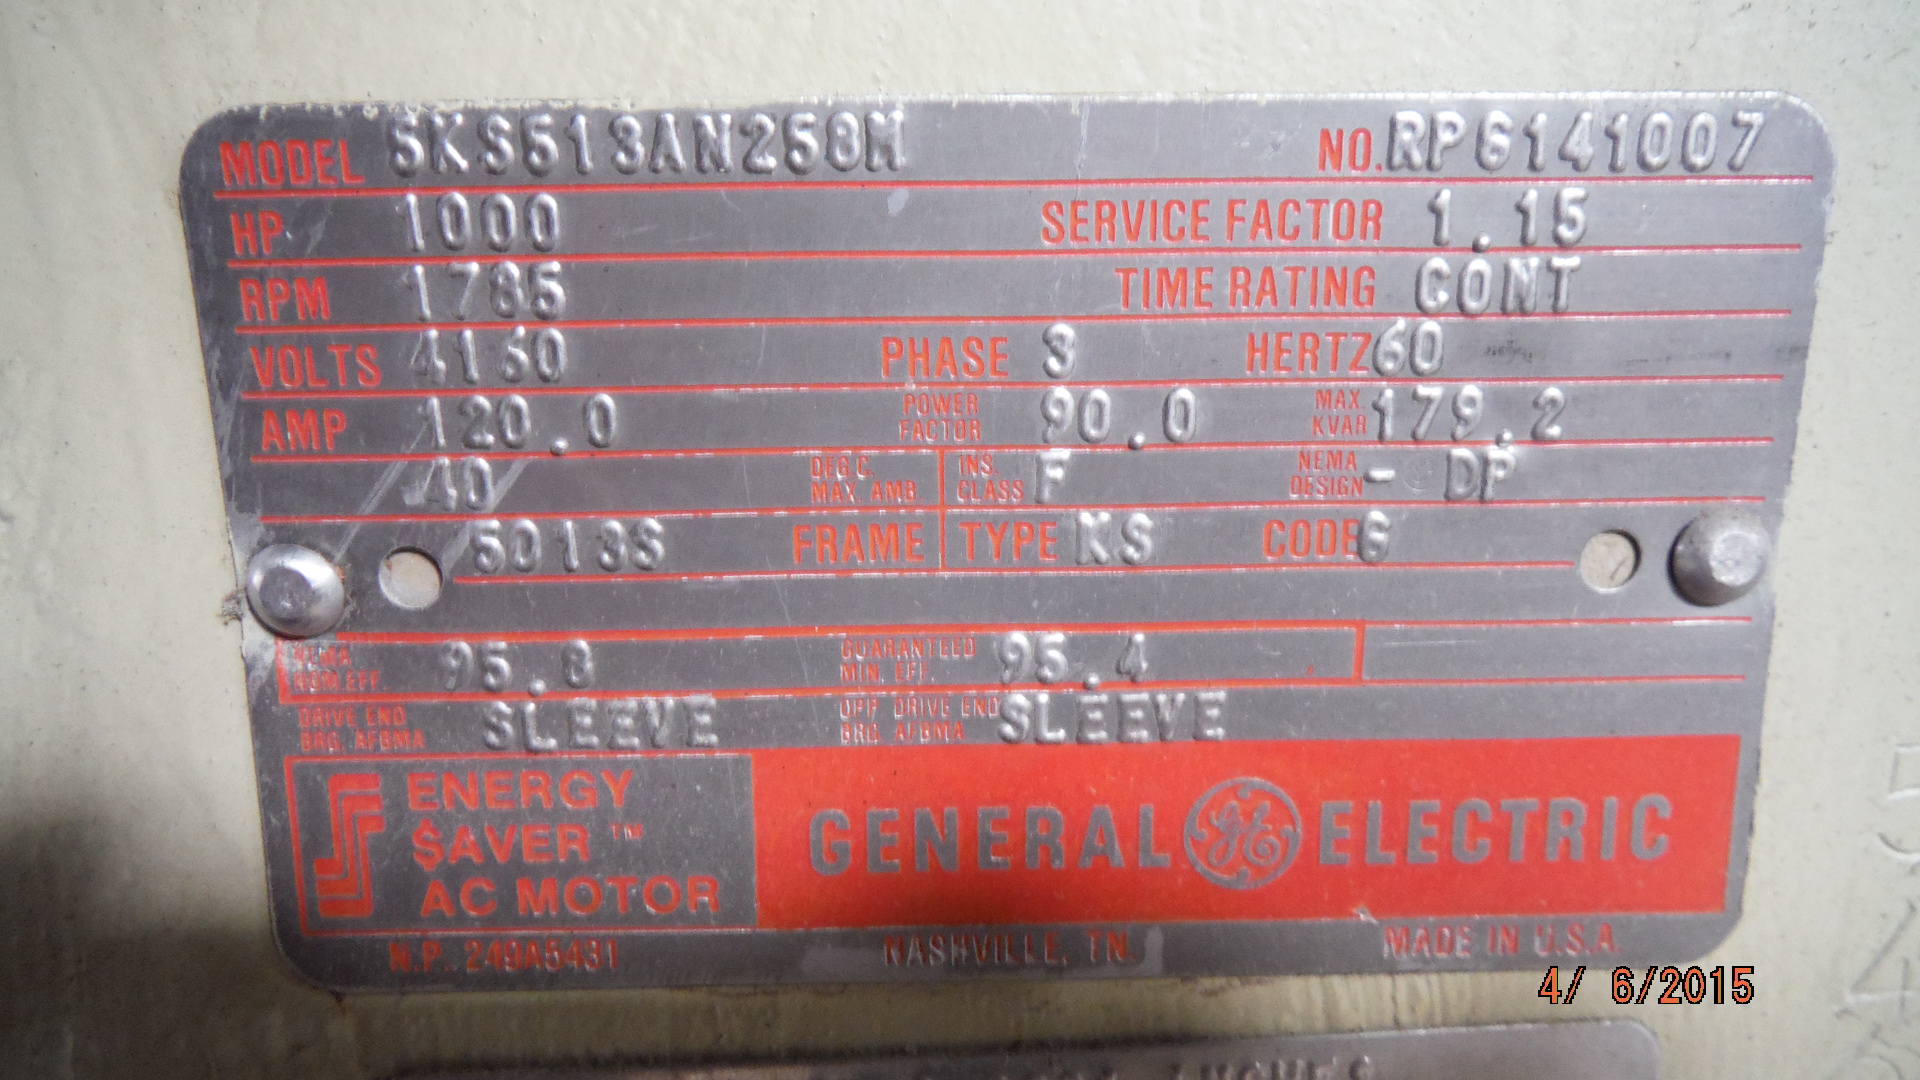 MODEL 5KS513AN258M NO. RP6141007
HP 1000 SERVICE FACTOR 1.15
RPM 1785 TIME RATING CONT
VOLTS 4160 PHASE 3 HERTZ 60
AMP 120.0 POWER FACTOR 90.0 MAX. KVAR 179.2
40 DEG.C. MAX. AMB. INS. CLASS F NEMA DESIGN - DP
5013S FRAME TYPE KS CODE G
NEMA NOM.EFF. 95.8 GUARANTEED MIN. EFF. 95.4
DRIVE END BRG. AFBMA SLEEVE OPP DRIVE END BRG. AFBMA SLEEVE
ENERGY
$AVER ™
AC MOTOR
GENERAL GE ELECTRIC
N.P. 249A5431 NASHVILLE, TN. MADE IN U.S.A.
4/ 6/2015